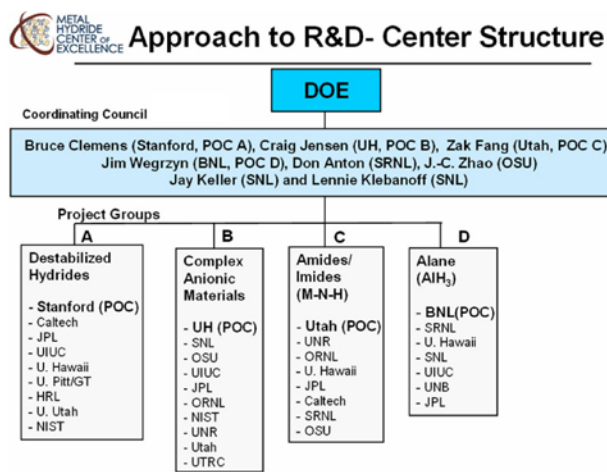 METAL
HYDRIDE
CENTER OF
EXCELLENCE
Approach to R&D- Center Structure
DOE
Coordinating Council
Bruce Clemens (Stanford, POC A), Craig Jensen (UH, POC B), Zak Fang (Utah, POC C)
Jim Wegrzyn (BNL, POC D), Don Anton (SRNL), J.-C. Zhao (OSU)
Jay Keller (SNL) and Lennie Klebanoff (SNL)
Project Groups
A
Destabilized
Hydrides
- Stanford (POC)
- Caltech
- JPL
- UIUC
- U. Hawaii
- U. Pitt/GT
- HRL
- U. Utah
- NIST
B
Complex
Anionic
Materials
- UH (POC)
- SNL
- OSU
- UIUC
- JPL
- ORNL
- NIST
- UNR
- Utah
- UTRC
C
Amides/
Imides
(M-N-H)
- Utah (POC)
- UNR
- ORNL
- U. Hawaii
- JPL
- Caltech
- SRNL
- OSU
D
Alane
(AlH₃)
- BNL(POC)
- SRNL
- U. Hawaii
- SNL
- UIUC
- UNB
- JPL